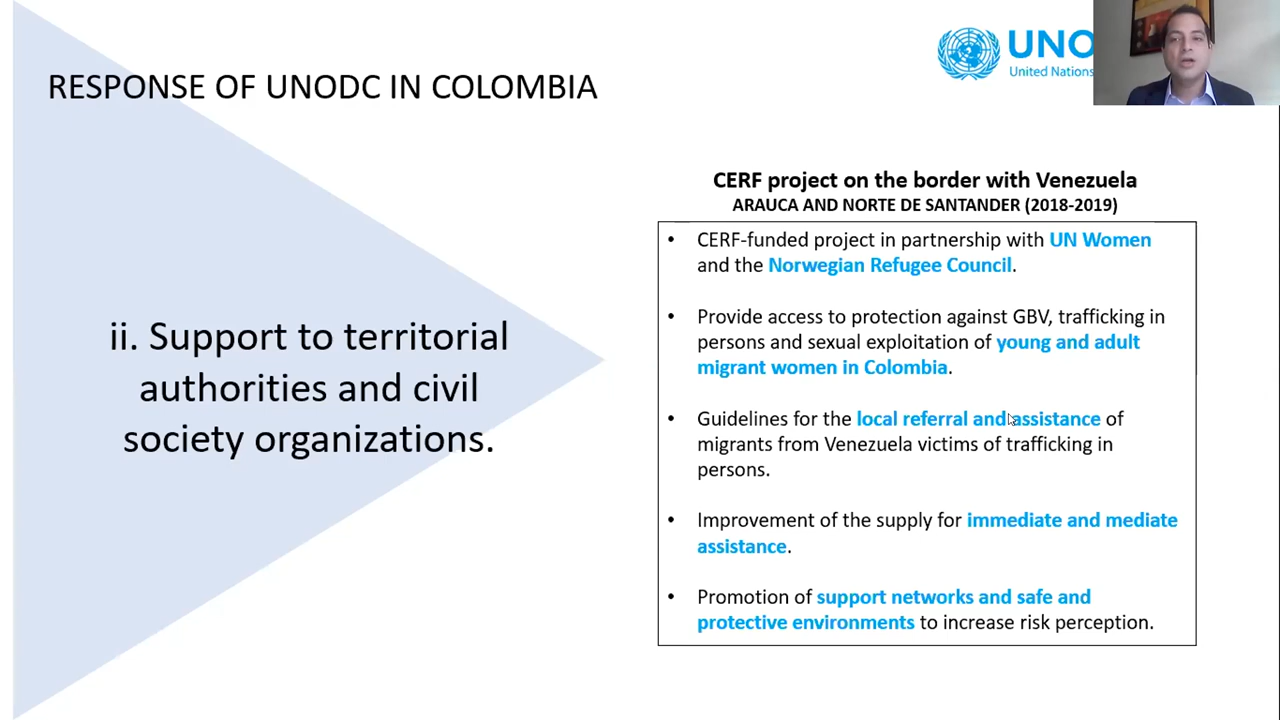 RESPONSE OF UNODC IN COLOMBIA
UNO
United Nations
CERF project on the border with Venezuela
ARAUCA AND NORTE DE SANTANDER (2018-2019)
ii. Support to territorial
authorities and civil
society organizations.
• CERF-funded project in partnership with UN Women
and the Norwegian Refugee Council.
• Provide access to protection against GBV, trafficking in
persons and sexual exploitation of young and adult
migrant women in Colombia.
• Guidelines for the local referral and assistance of
migrants from Venezuela victims of trafficking in
persons.
• Improvement of the supply for immediate and mediate
assistance.
• Promotion of support networks and safe and
protective environments to increase risk perception.